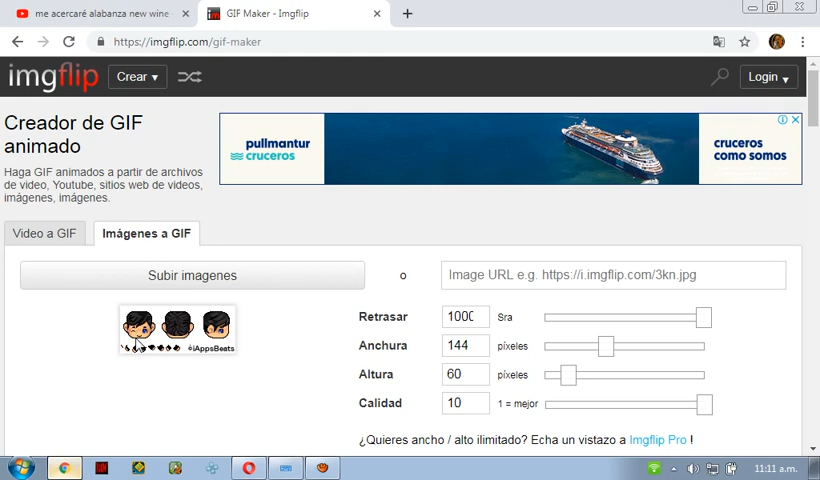 me acercaré alabanza new wine -
GIF Maker - Imgflip
https://imgflip.com/gif-maker
imgflip
Crear
Login
Creador de GIF
animado
Haga GIF animados a partir de archivos
de video, Youtube, sitios web de videos,
imágenes, imágenes.
pullmantur
cruceros
cruceros
como somos
Video a GIF
Imágenes a GIF
Subir imagenes
o
Image URL e.g. https://i.imgflip.com/3kn.jpg
©iAppsBeats
Retrasar
1000
Sra
Anchura
144
píxeles
Altura
60
píxeles
Calidad
10
1 = mejor
¿Quieres ancho / alto ilimitado? Echa un vistazo a Imgflip Pro !
11:11 a.m.